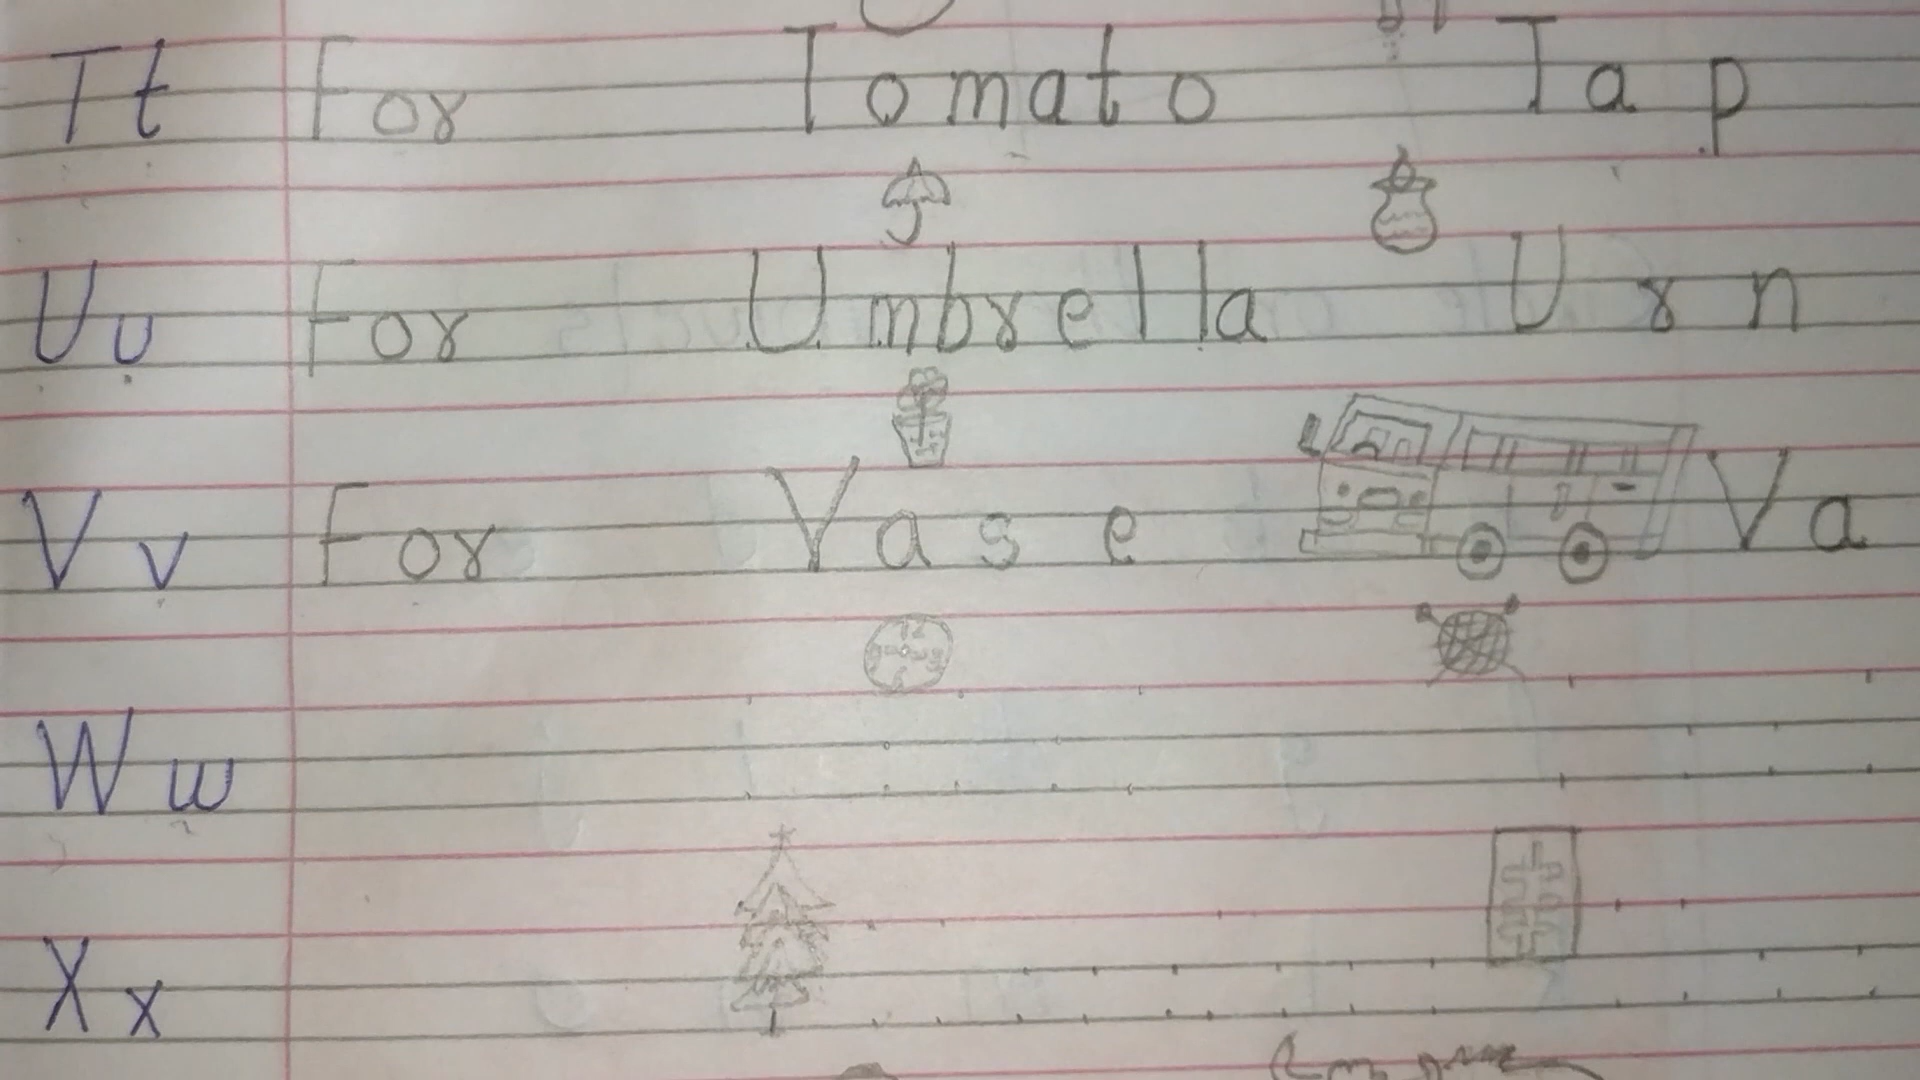 Tt For Tomato Tap
Uu For Umbrella Urn
Vv For Vase Va
Ww
Xx